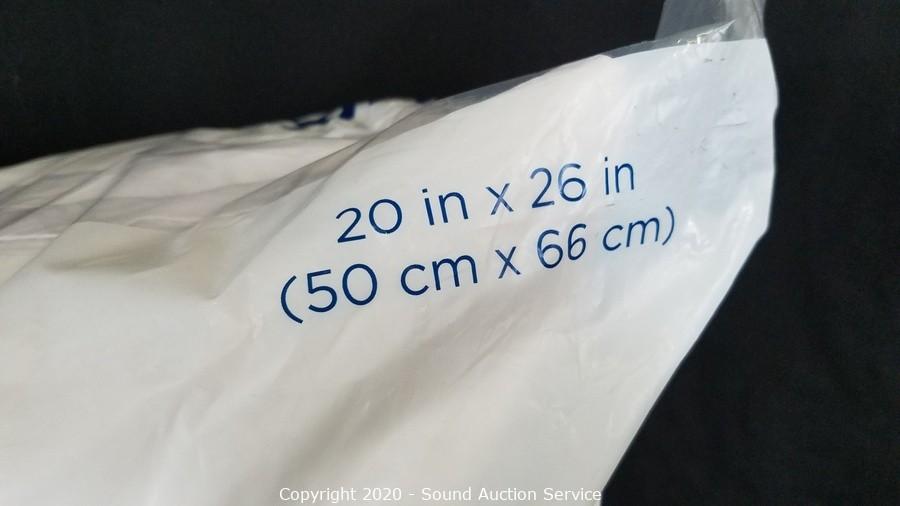 20 in x 26 in
(50 cm x 66 cm)
Copyright 2020 - Sound Auction Service